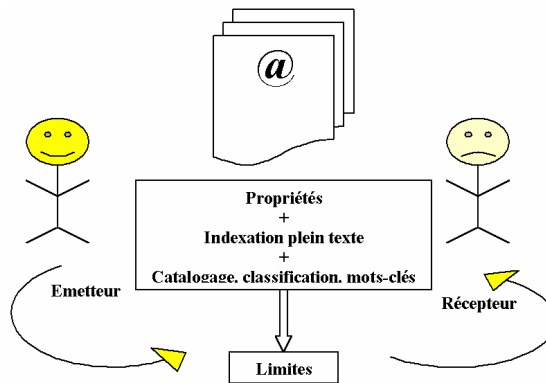 @
Propriétés
+
Indexation plein texte
+
Catalogage, classification, mots-clés
Emetteur
Récepteur
Limites